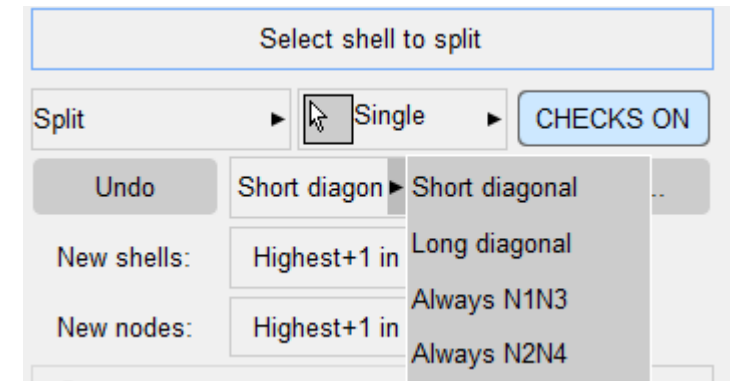 Select shell to split
Split ▸ Single ▸ CHECKS ON
Undo Short diagon ▸ Short diagonal ..
Long diagonal
New shells: Highest+1 in
Always N1N3
New nodes: Highest+1 in
Always N2N4